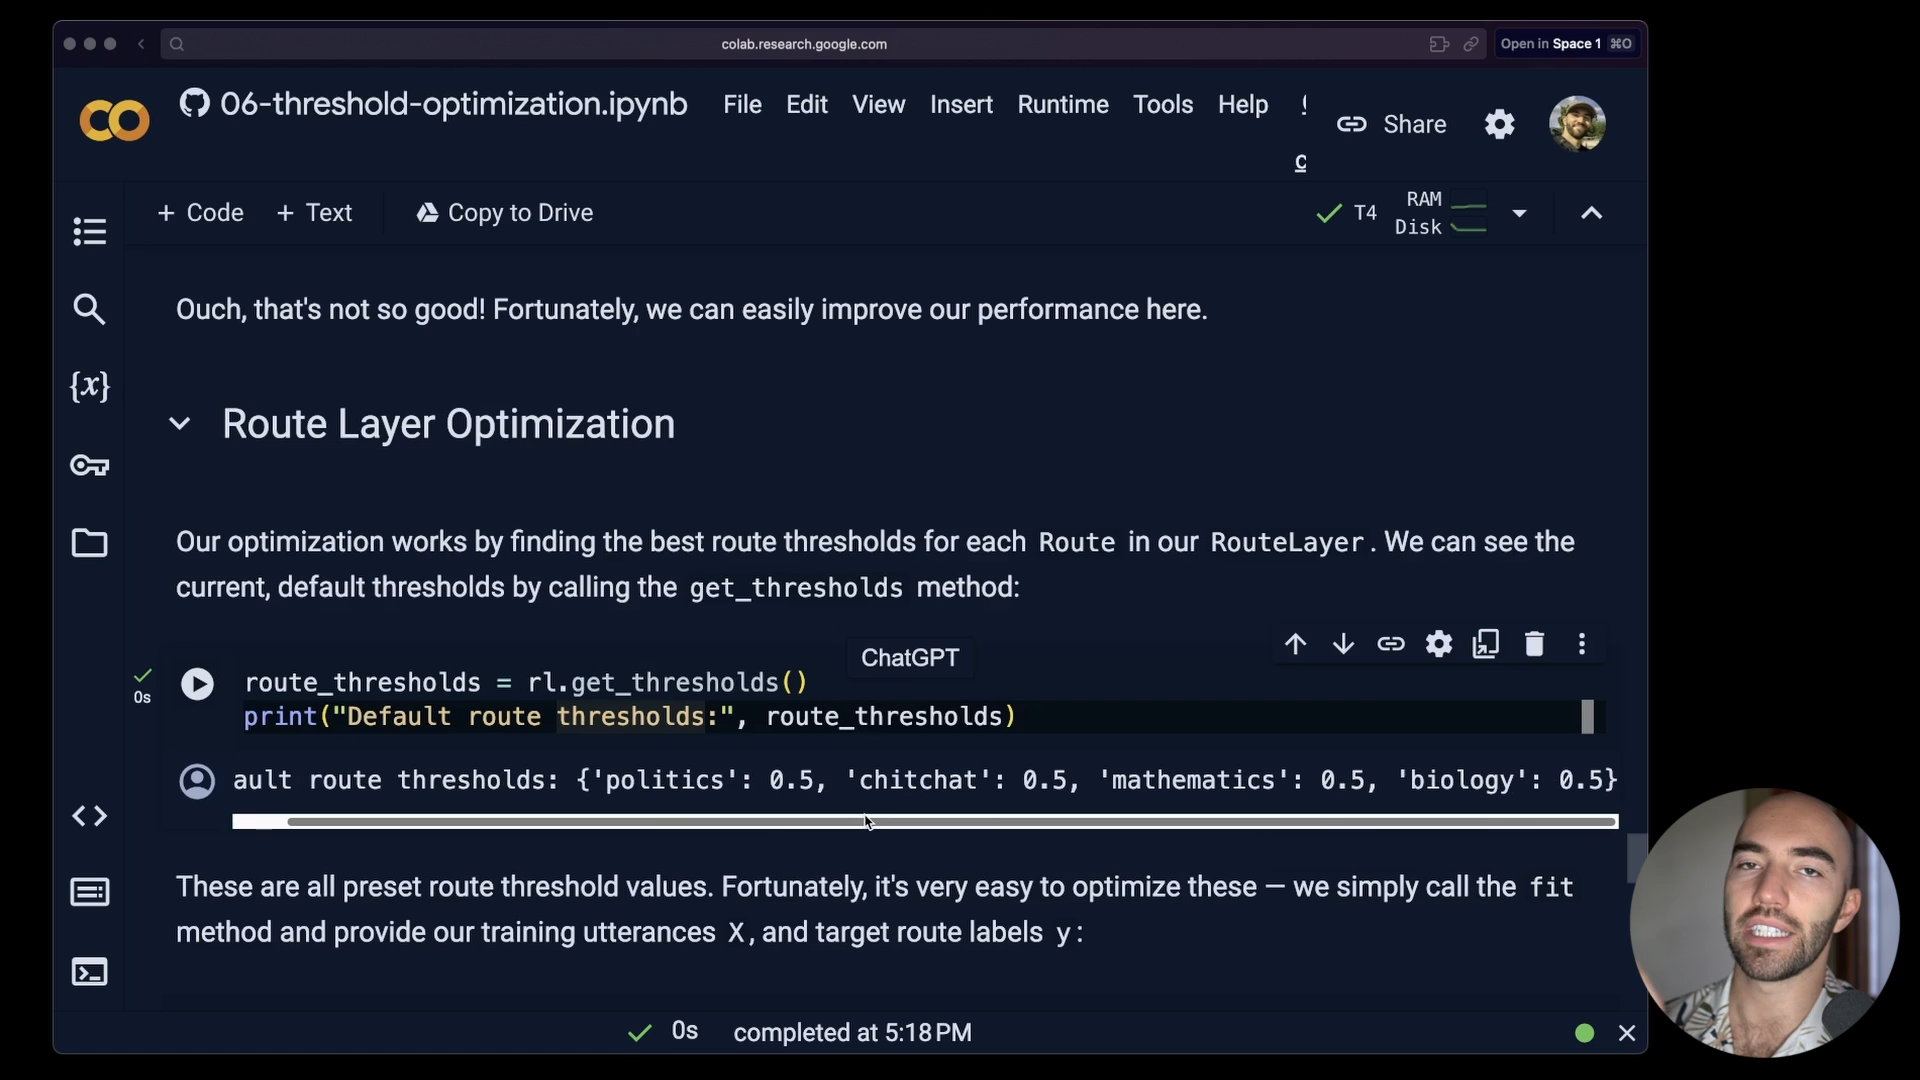 colab.research.google.com
Open in Space 1 ⌘O
06-threshold-optimization.ipynb File Edit View Insert Runtime Tools Help
Share
+ Code + Text Copy to Drive
T4 RAM
Disk
Ouch, that's not so good! Fortunately, we can easily improve our performance here.
{x}
Route Layer Optimization
Our optimization works by finding the best route thresholds for each Route in our RouteLayer. We can see the
current, default thresholds by calling the get_thresholds method:
ChatGPT
0s
route_thresholds = rl.get_thresholds()
print("Default route thresholds:", route_thresholds)
ault route thresholds: {'politics': 0.5, 'chitchat': 0.5, 'mathematics': 0.5, 'biology': 0.5}
These are all preset route threshold values. Fortunately, it's very easy to optimize these — we simply call the fit
method and provide our training utterances X, and target route labels y:
0s completed at 5:18 PM